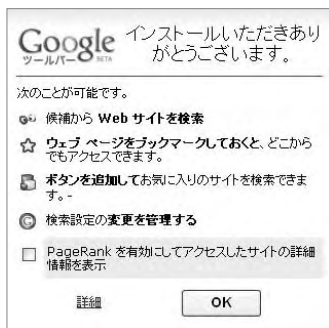 Google
ツールバー BETA
インストールいただきあり
がとうございます。
次のことが可能です。
候補から Web サイトを検索
ウェブ ページをブックマークしておくと、どこから
でもアクセスできます。
ボタンを追加してお気に入りのサイトを検索できま
す。-
検索設定の変更を管理する
PageRank を有効にしてアクセスしたサイトの詳細
情報を表示
詳細
OK